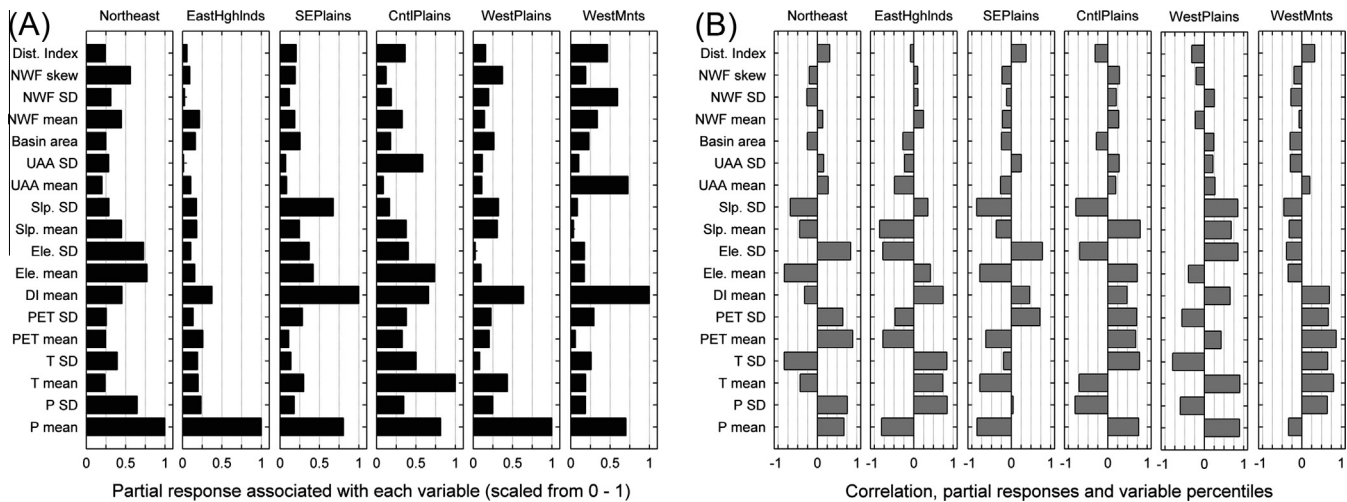 (A) Northeast EastHghlnds SEPlains CntlPlains WestPlains WestMnts
Dist. Index
NWF skew
NWF SD
NWF mean
Basin area
UAA SD
UAA mean
Slp. SD
Slp. mean
Ele. SD
Ele. mean
DI mean
PET SD
PET mean
T SD
T mean
P SD
P mean
0 0.5 1 0 0.5 1 0 0.5 1 0 0.5 1 0 0.5 1 0 0.5 1
Partial response associated with each variable (scaled from 0 - 1)
(B) Northeast EastHghlnds SEPlains CntlPlains WestPlains WestMnts
Dist. Index
NWF skew
NWF SD
NWF mean
Basin area
UAA SD
UAA mean
Slp. SD
Slp. mean
Ele. SD
Ele. mean
DI mean
PET SD
PET mean
T SD
T mean
P SD
P mean
-1 0 1 -1 0 1 -1 0 1 -1 0 1 -1 0 1 -1 0 1
Correlation, partial responses and variable percentiles